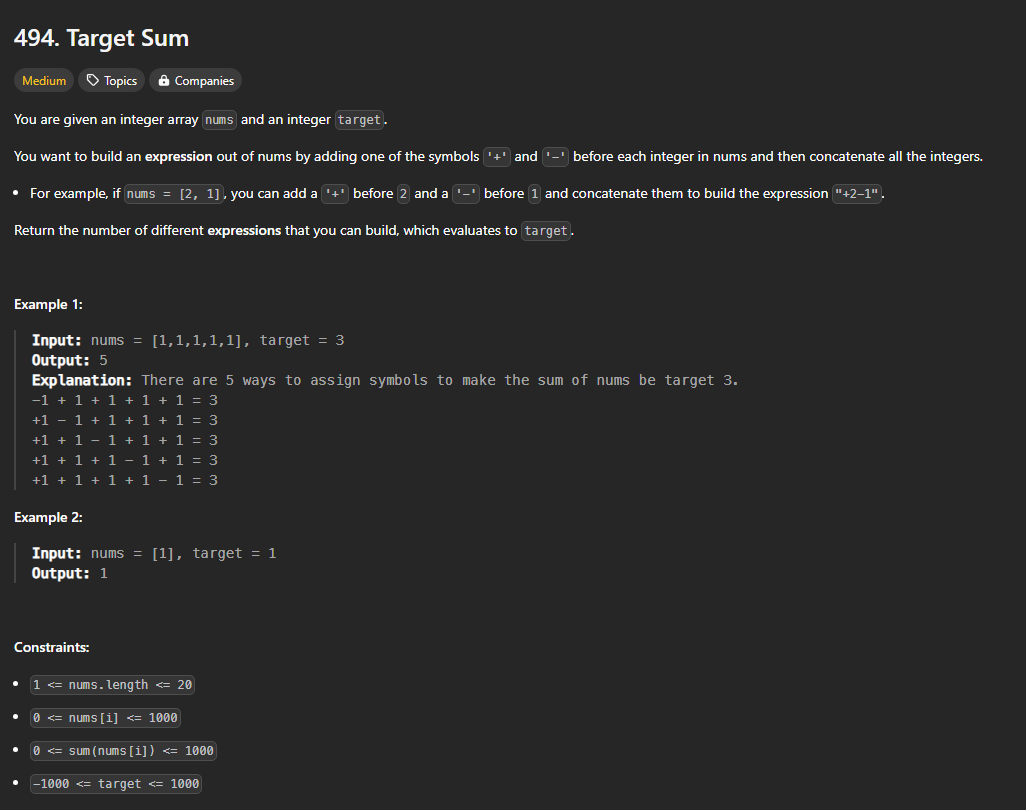 494. Target Sum
Medium Topics Companies
You are given an integer array nums and an integer target.
You want to build an expression out of nums by adding one of the symbols '+' and '-' before each integer in nums and then concatenate all the integers.
• For example, if nums = [2, 1], you can add a '+' before 2 and a '-' before 1 and concatenate them to build the expression "+2-1".
Return the number of different expressions that you can build, which evaluates to target.
Example 1:
Input: nums = [1,1,1,1,1], target = 3
Output: 5
Explanation: There are 5 ways to assign symbols to make the sum of nums be target 3.
-1 + 1 + 1 + 1 + 1 = 3
+1 - 1 + 1 + 1 + 1 = 3
+1 + 1 - 1 + 1 + 1 = 3
+1 + 1 + 1 - 1 + 1 = 3
+1 + 1 + 1 + 1 - 1 = 3
Example 2:
Input: nums = [1], target = 1
Output: 1
Constraints:
• 1 <= nums.length <= 20
• 0 <= nums[i] <= 1000
• 0 <= sum(nums[i]) <= 1000
• -1000 <= target <= 1000